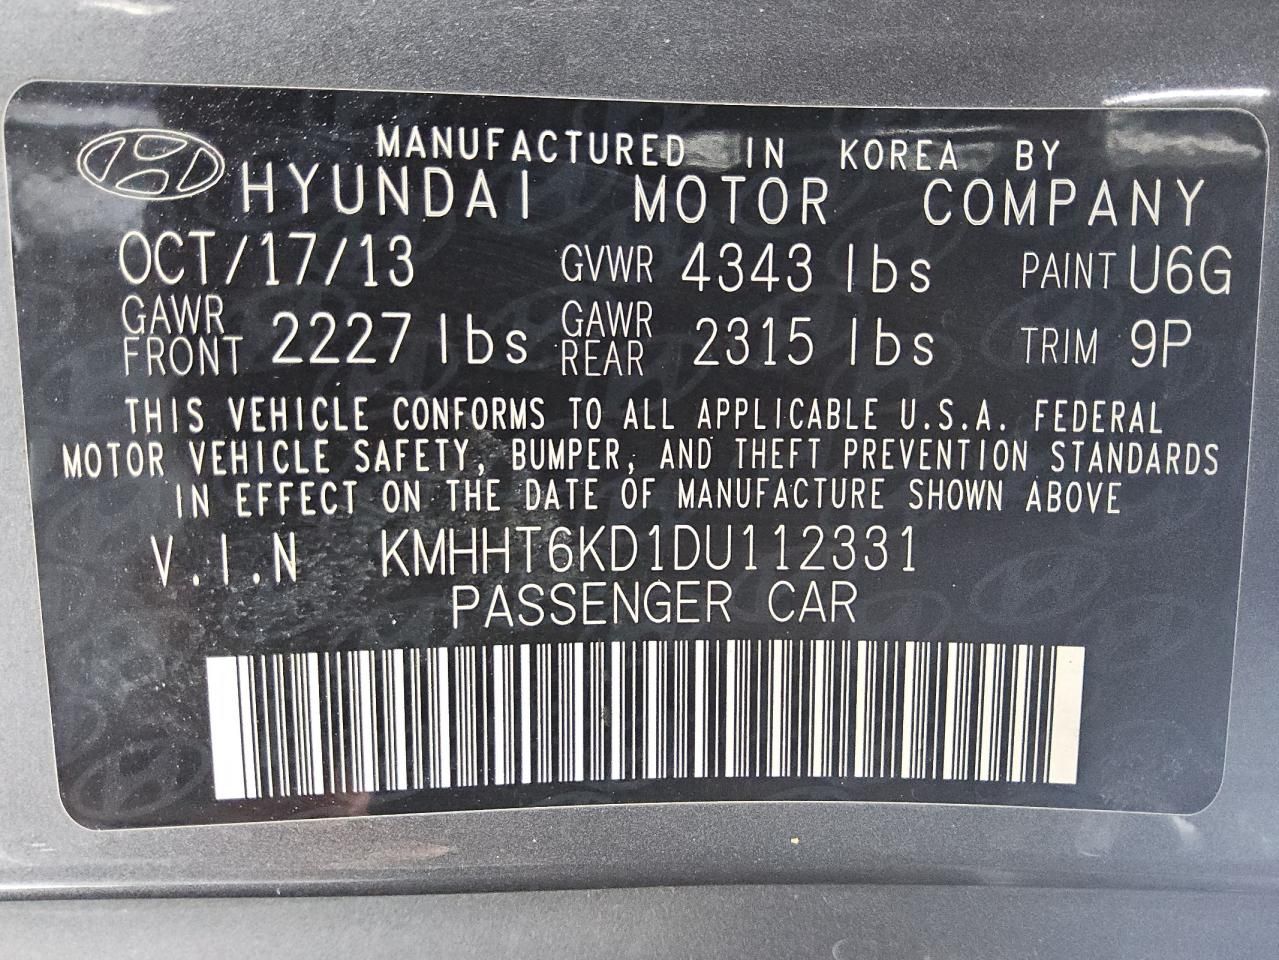 MANUFACTURED IN KOREA BY
HYUNDAI MOTOR COMPANY
OCT/17/13 GVWR 4343 lbs PAINT U6G
GAWR FRONT 2227 lbs GAWR REAR 2315 lbs TRIM 9P
THIS VEHICLE CONFORMS TO ALL APPLICABLE U.S.A. FEDERAL
MOTOR VEHICLE SAFETY, BUMPER, AND THEFT PREVENTION STANDARDS
IN EFFECT ON THE DATE OF MANUFACTURE SHOWN ABOVE
V.I.N KMHHT6KD1DU112331
PASSENGER CAR